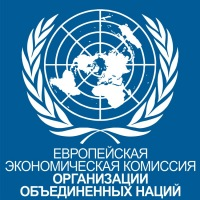 ЕВРОПЕЙСКАЯ
ЭКОНОМИЧЕСКАЯ КОМИССИЯ
ОРГАНИЗАЦИИ
ОБЪЕДИНЕННЫХ НАЦИЙ